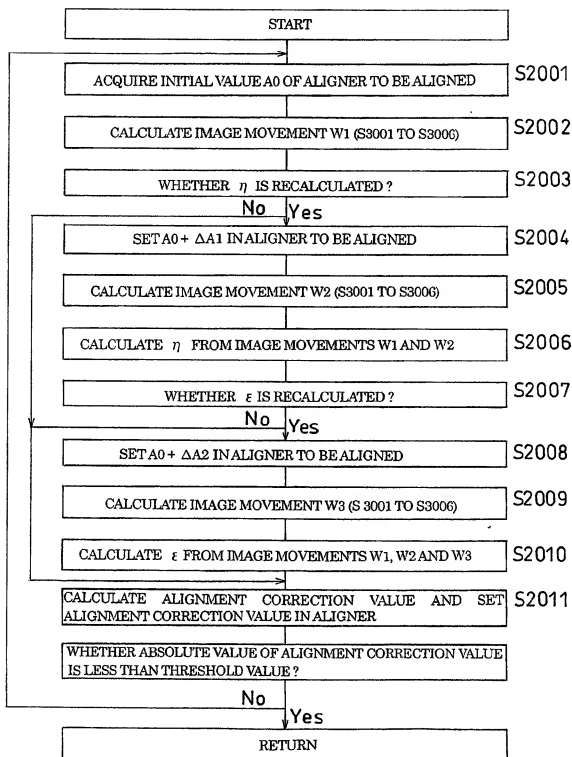 START
ACQUIRE INITIAL VALUE A0 OF ALIGNER TO BE ALIGNED S2001
CALCULATE IMAGE MOVEMENT W1 (S3001 TO S3006) S2002
WHETHER η IS RECALCULATED? S2003
No Yes
SET A0 + ΔA1 IN ALIGNER TO BE ALIGNED S2004
CALCULATE IMAGE MOVEMENT W2 (S3001 TO S3006) S2005
CALCULATE η FROM IMAGE MOVEMENTS W1 AND W2 S2006
WHETHER ε IS RECALCULATED? S2007
No Yes
SET A0 + ΔA2 IN ALIGNER TO BE ALIGNED S2008
CALCULATE IMAGE MOVEMENT W3 (S 3001 TO S3006) S2009
CALCULATE ε FROM IMAGE MOVEMENTS W1, W2 AND W3 S2010
CALCULATE ALIGNMENT CORRECTION VALUE AND SET S2011
ALIGNMENT CORRECTION VALUE IN ALIGNER
WHETHER ABSOLUTE VALUE OF ALIGNMENT CORRECTION VALUE
IS LESS THAN THRESHOLD VALUE?
No Yes
RETURN